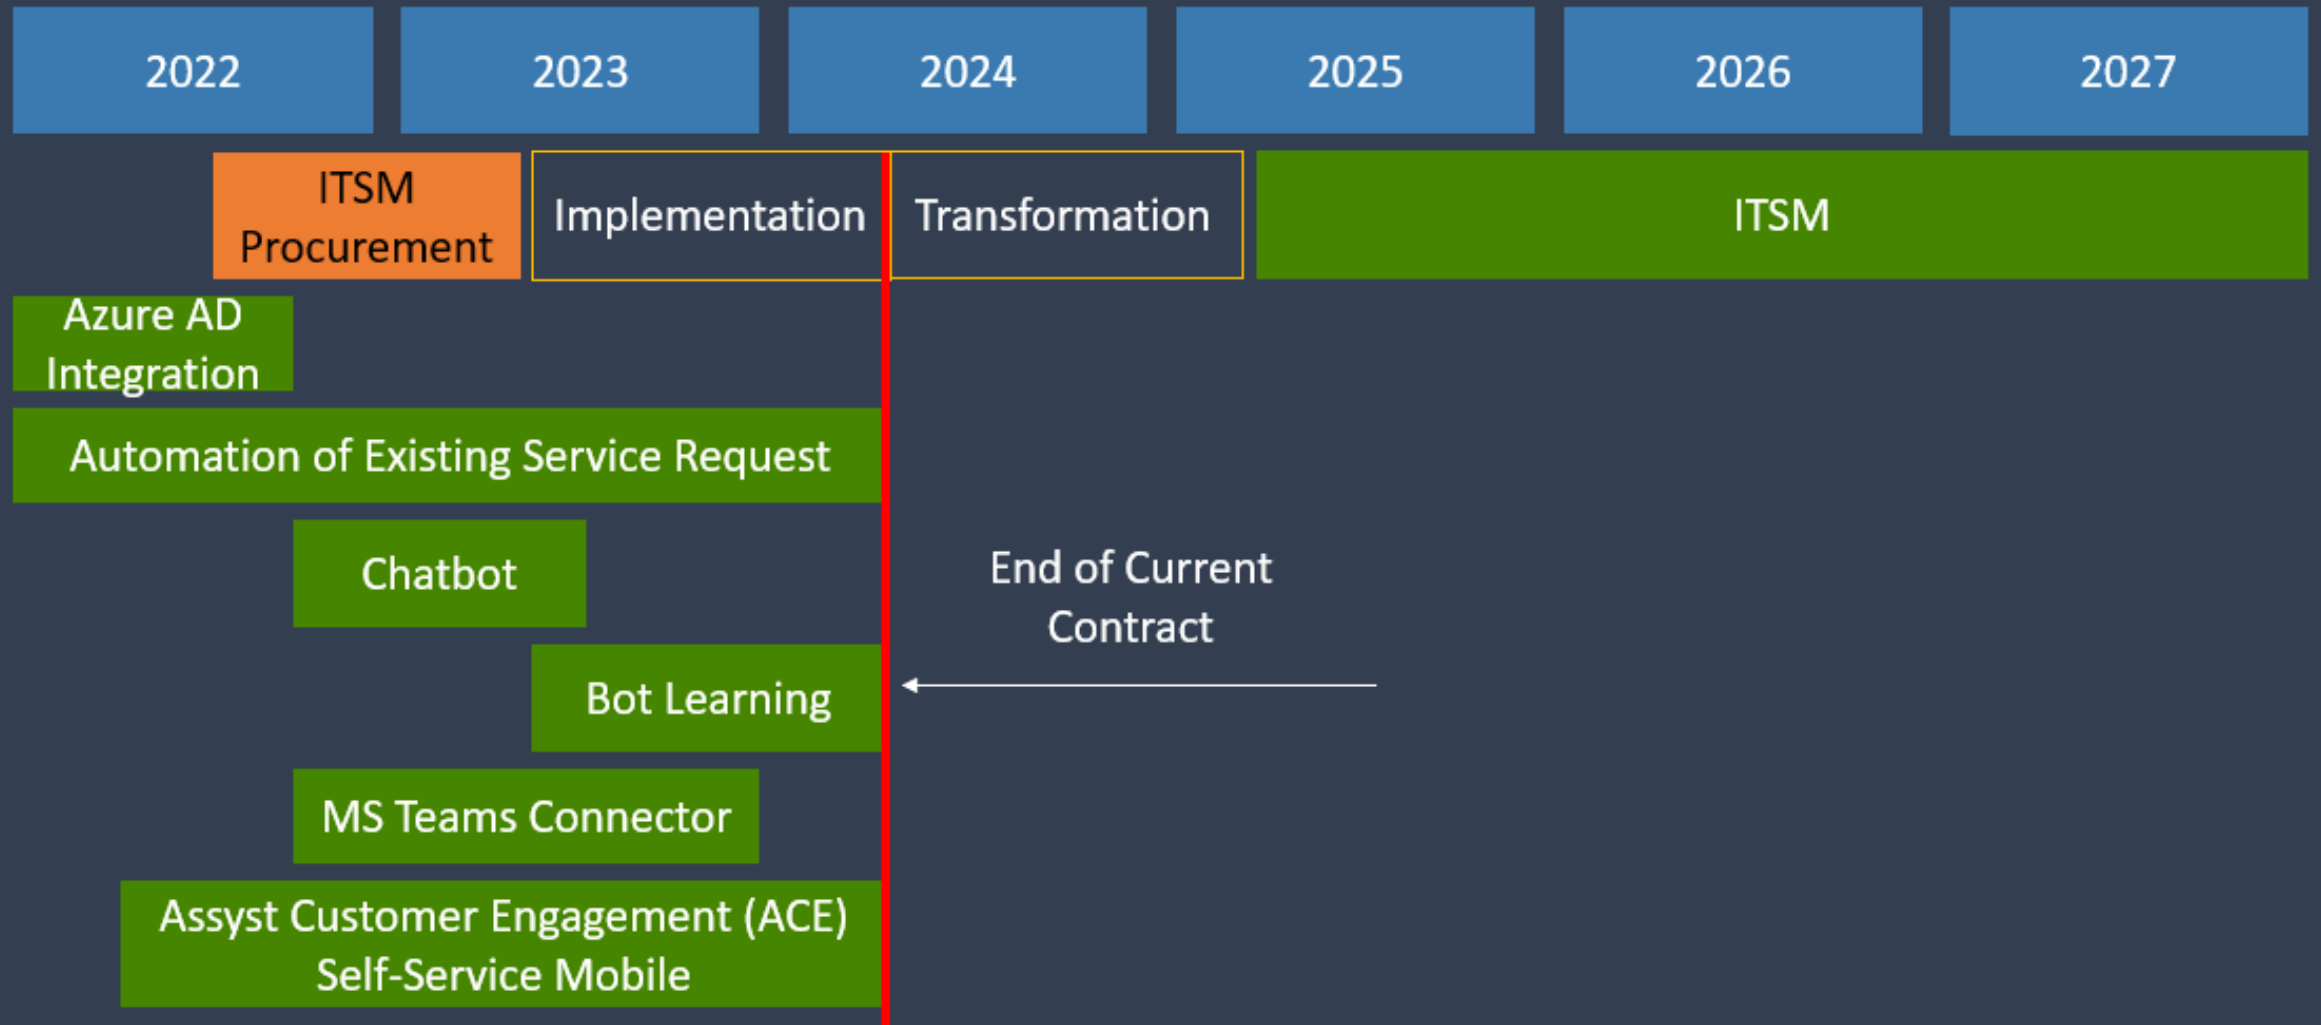 2022
2023
2024
2025
2026
2027
ITSM
Procurement
Implementation
Transformation
ITSM
Azure AD
Integration
Automation of Existing Service Request
Chatbot
End of Current
Contract
Bot Learning
MS Teams Connector
Assyst Customer Engagement (ACE)
Self-Service Mobile